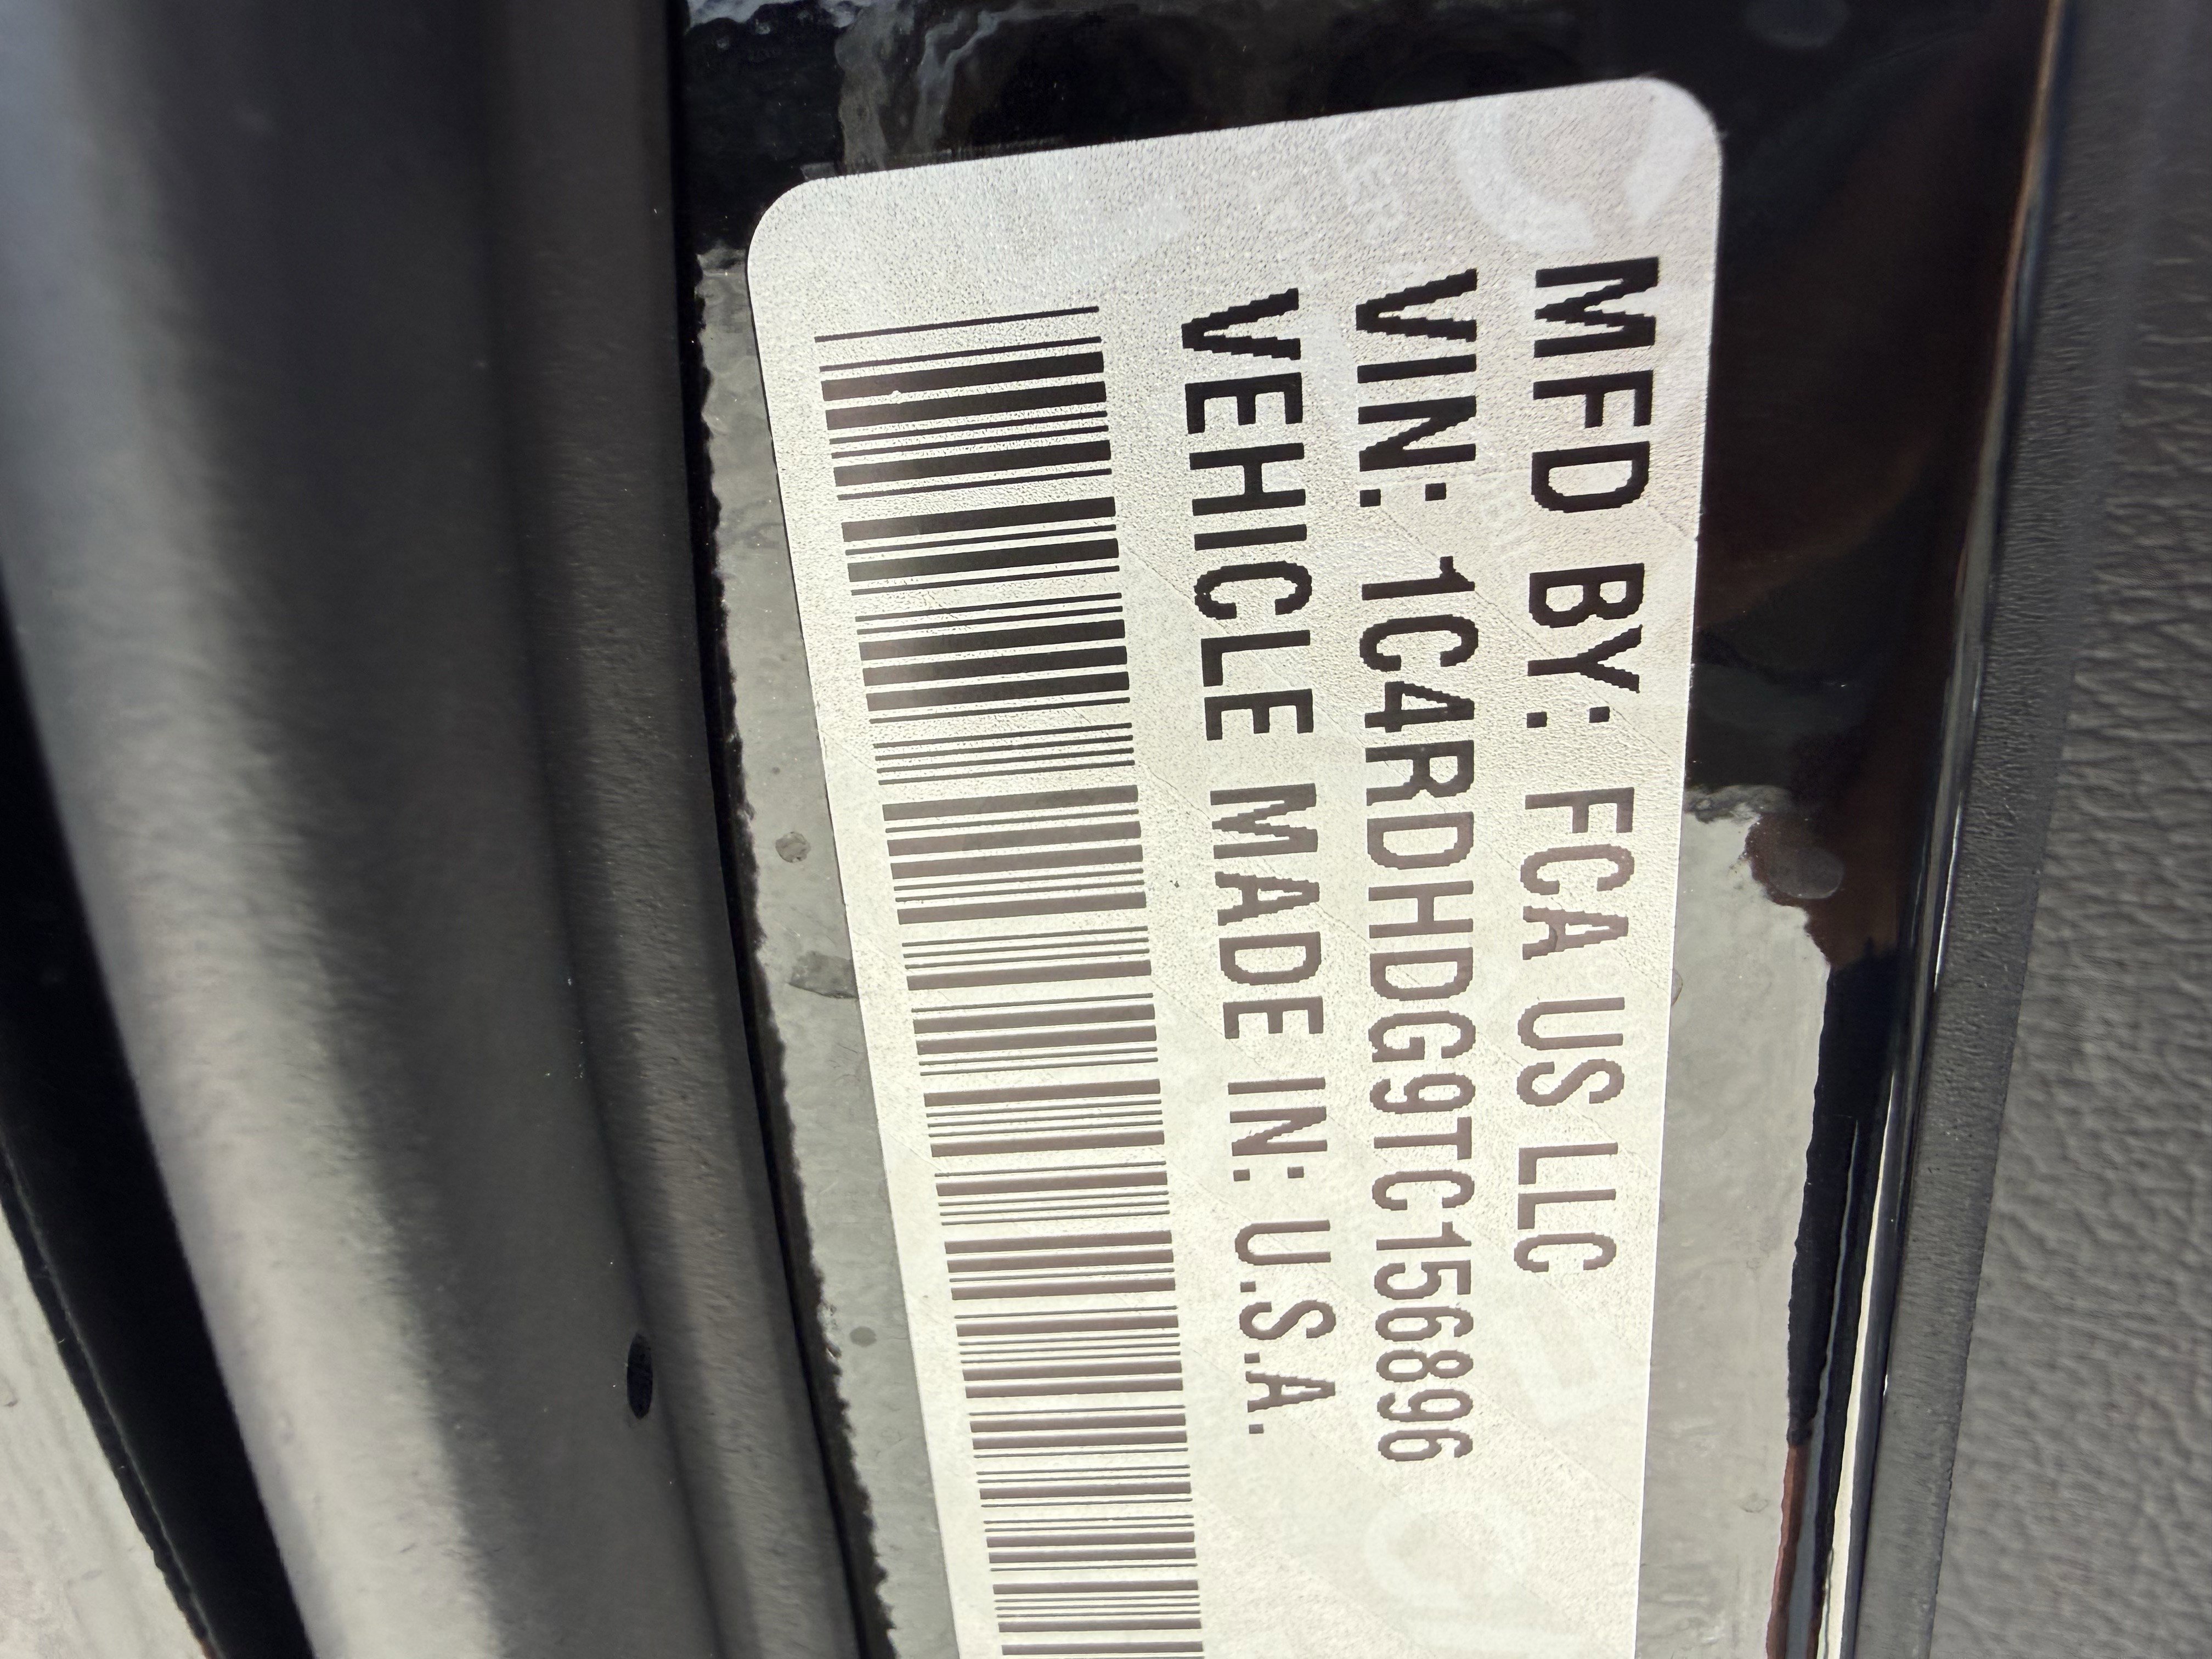 MFD BY: FCA US LLC
VIN: 1C4RDHDG9TC156896
VEHICLE MADE IN: U.S.A.